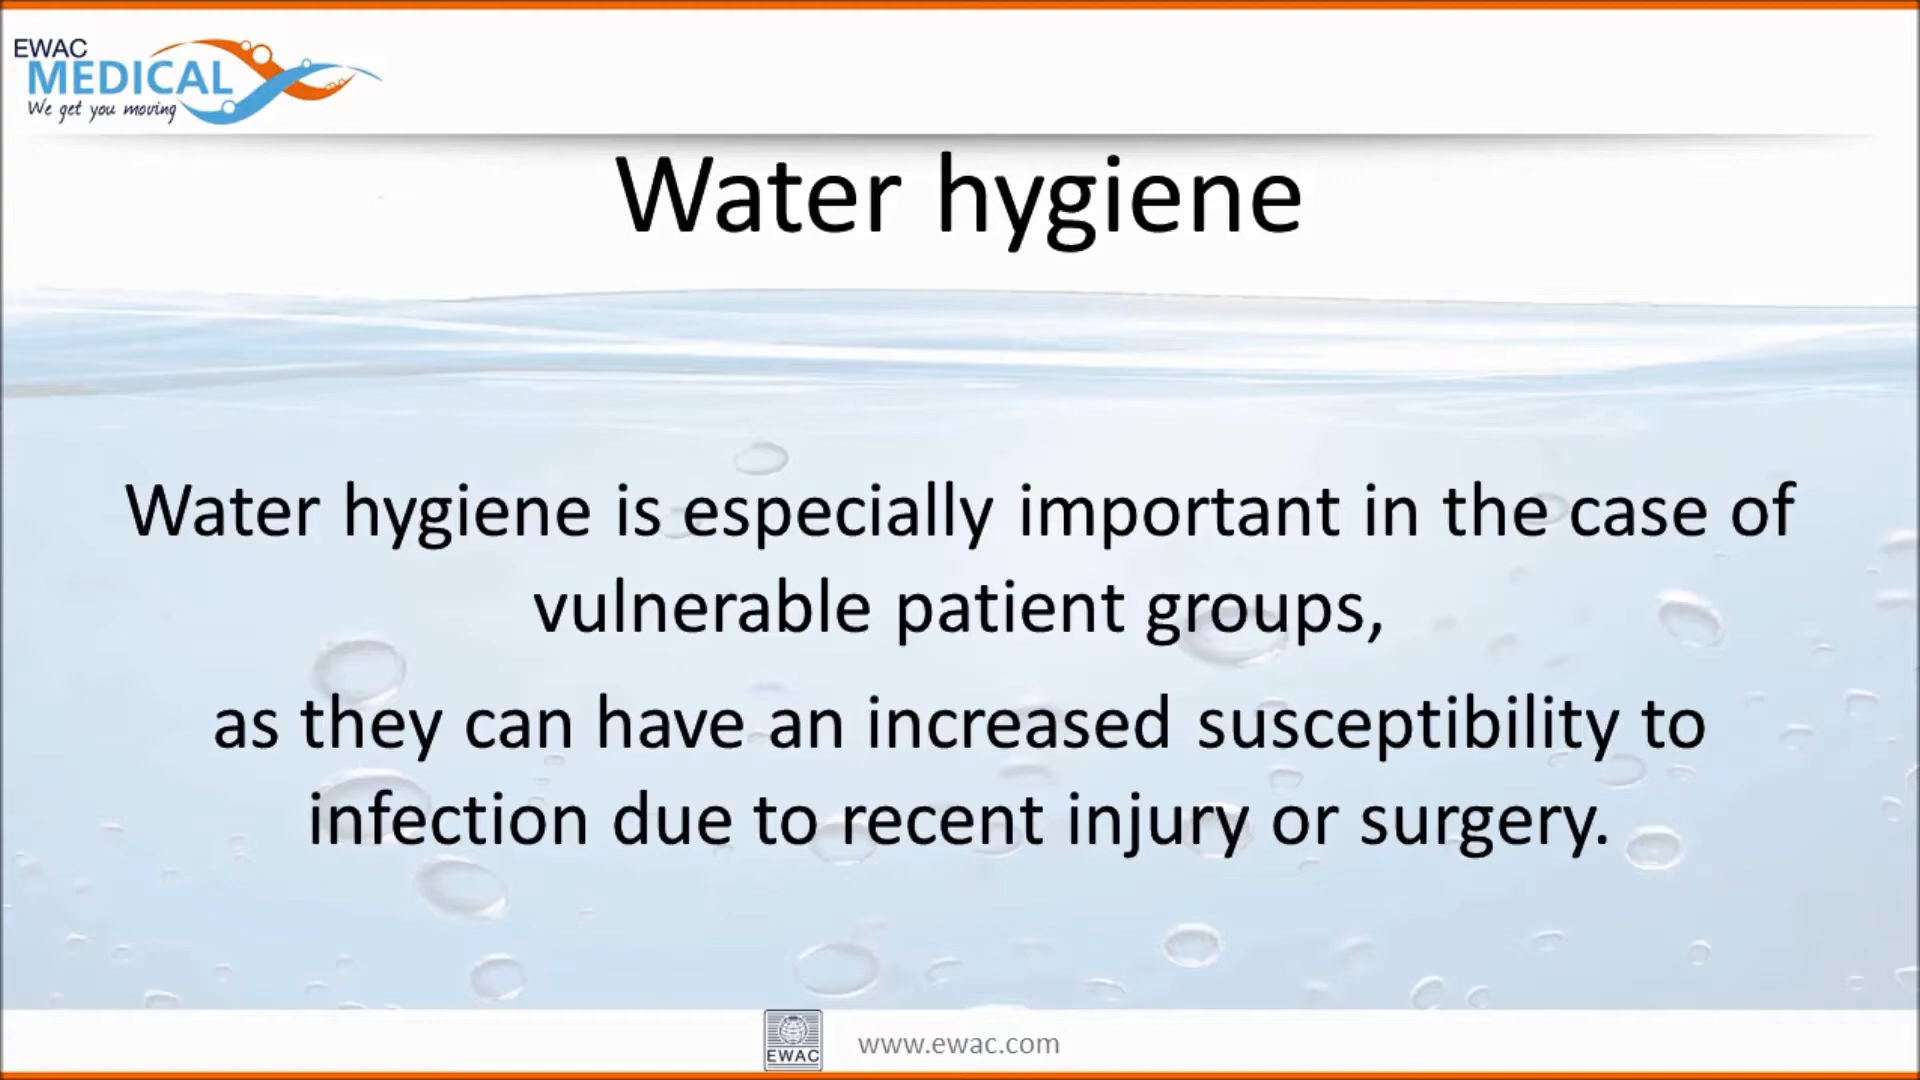 EWAC
MEDICAL
We get you moving
Water hygiene
Water hygiene is especially important in the case of
vulnerable patient groups,
as they can have an increased susceptibility to
infection due to recent injury or surgery.
EWAC
www.ewac.com